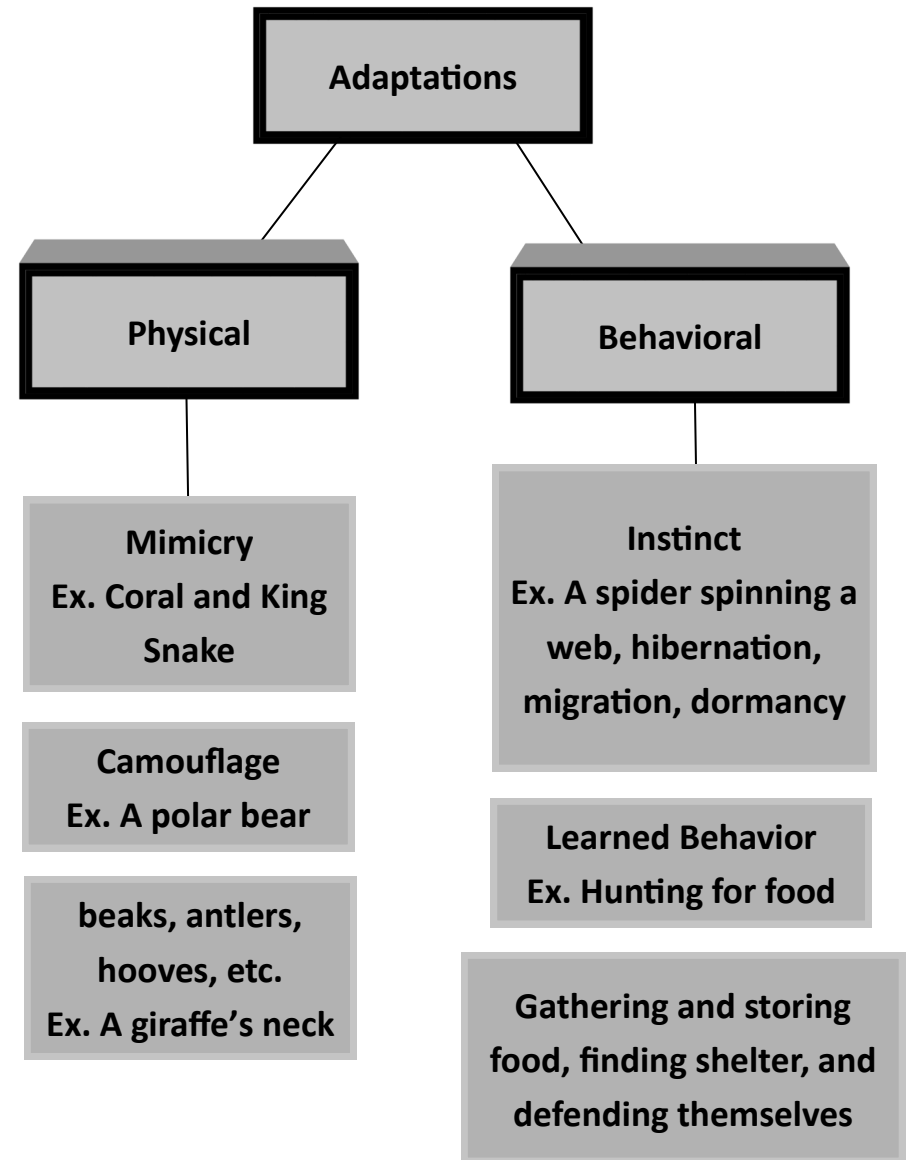 Adaptations
Physical
Behavioral
Mimicry
Ex. Coral and King
Snake
Camouflage
Ex. A polar bear
beaks, antlers,
hooves, etc.
Ex. A giraffe’s neck
Instinct
Ex. A spider spinning a
web, hibernation,
migration, dormancy
Learned Behavior
Ex. Hunting for food
Gathering and storing
food, finding shelter, and
defending themselves